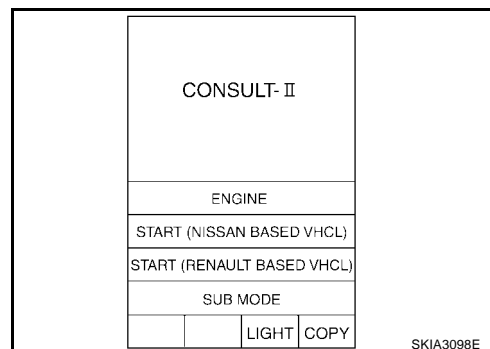 CONSULT-Ⅱ
ENGINE
START (NISSAN BASED VHCL)
START (RENAULT BASED VHCL)
SUB MODE
LIGHT COPY
SKIA3098E